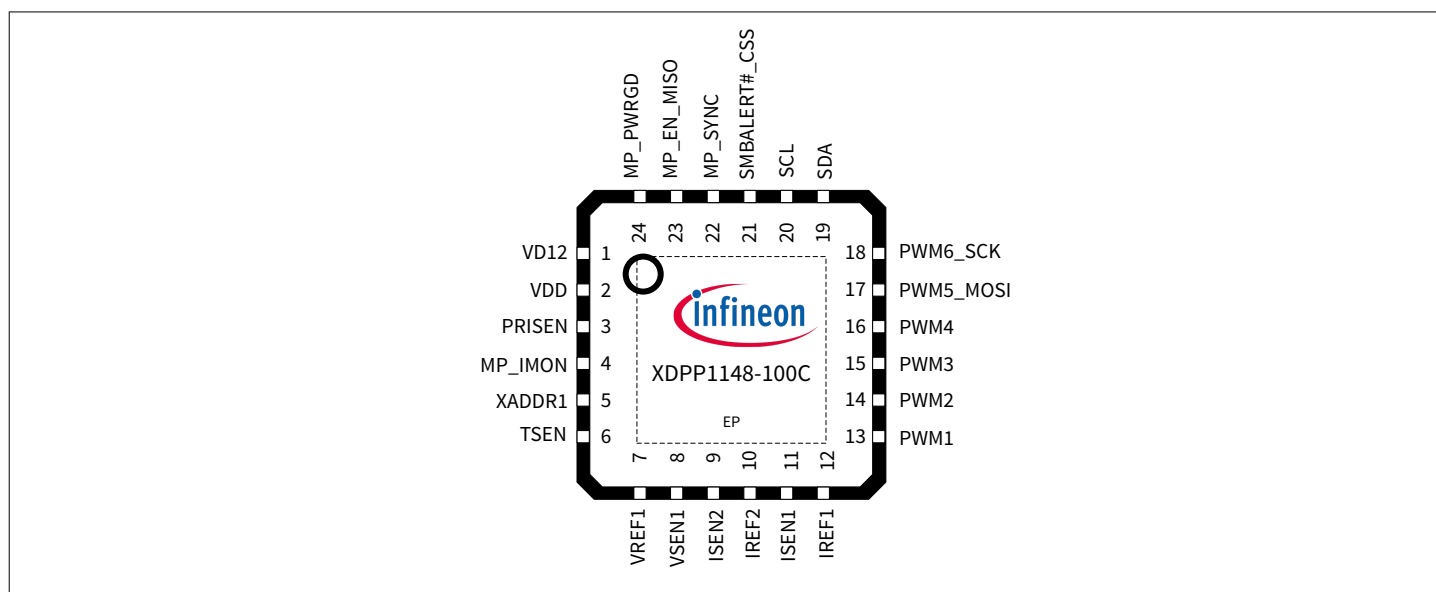 MP_PWRGD
MP_EN_MISO
MP_SYNC
SMBALERT#_CSS
SCL
SDA
24
23
22
21
20
19
VD12 1
VDD 2
PRISEN 3
MP_IMON 4
XADDR1 5
TSEN 6
18 PWM6_SCK
17 PWM5_MOSI
16 PWM4
15 PWM3
14 PWM2
13 PWM1
infineon
XDPP1148-100C
EP
7
8
9
10
11
12
VREF1
VSEN1
ISEN2
IREF2
ISEN1
IREF1